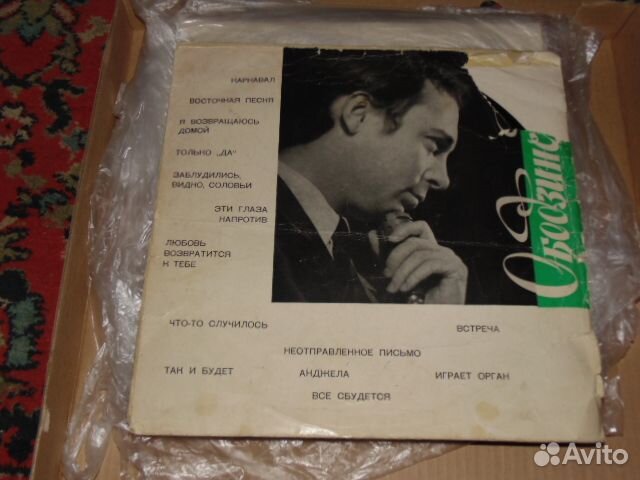 КАРНАВАЛ
ВОСТОЧНАЯ ПЕСНЯ
Я ВОЗВРАЩАЮСЬ
ДОМОЙ
ТОЛЬКО „ДА“
ЗАБЛУДИЛИСЬ,
ВИДНО, СОЛОВЬИ
ЭТИ ГЛАЗА
НАПРОТИВ
ЛЮБОВЬ
ВОЗВРАТИТСЯ
К ТЕБЕ
Ободзинс
ЧТО-ТО СЛУЧИЛОСЬ
ВСТРЕЧА
НЕОТПРАВЛЕННОЕ ПИСЬМО
ТАК И БУДЕТ
АНДЖЕЛА
ИГРАЕТ ОРГАН
ВСЕ СБУДЕТСЯ
Avito